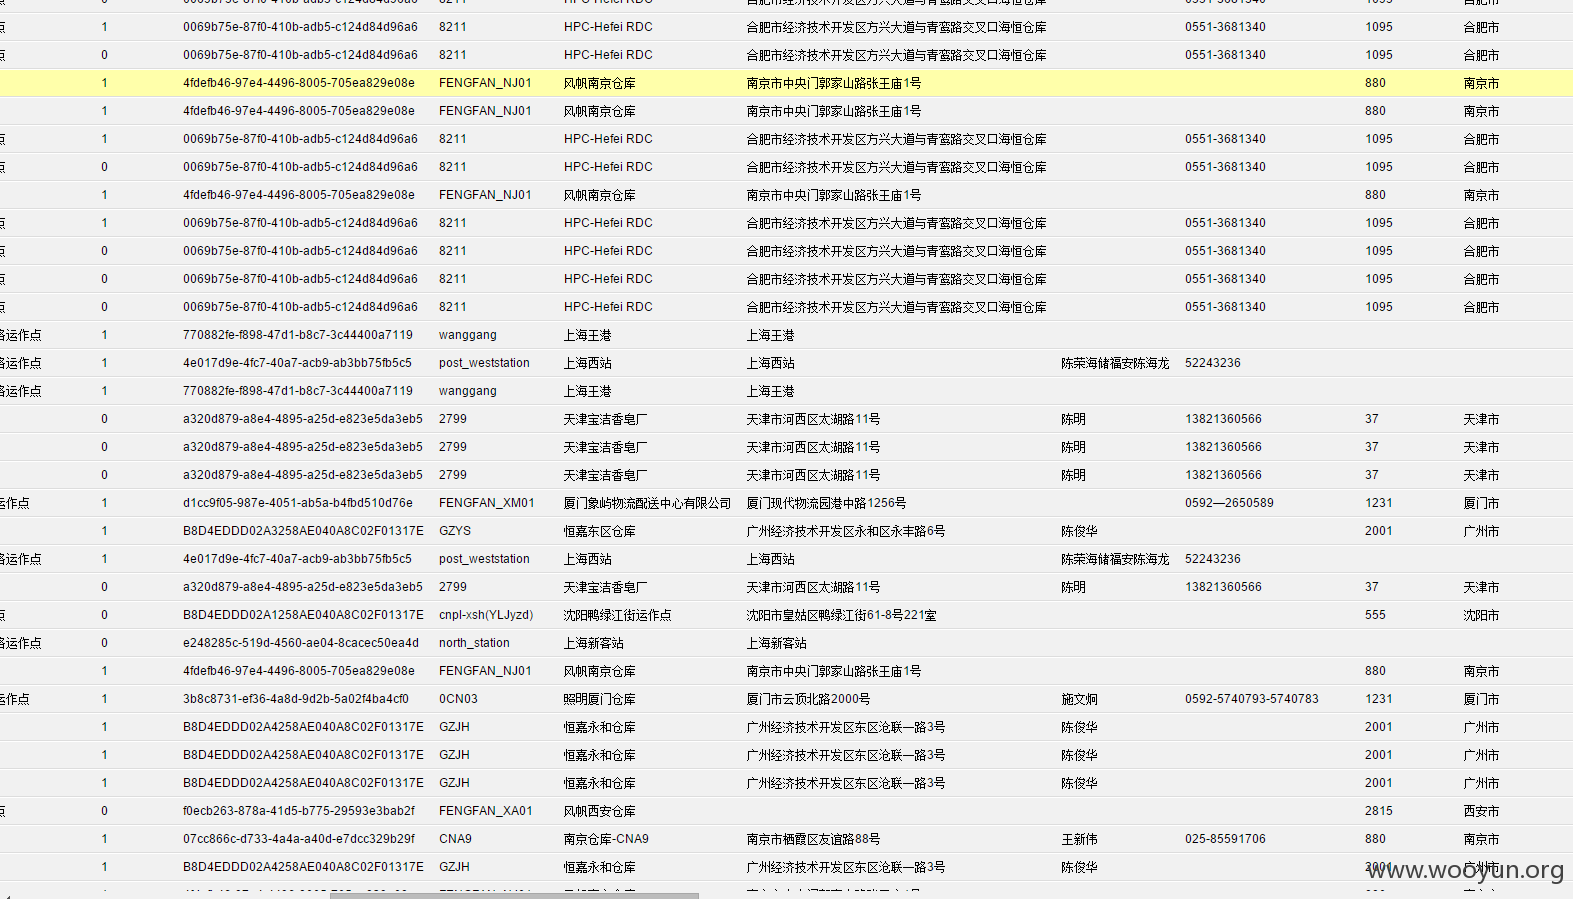 0069b75e-87f0-410b-adb5-c124d84d96a6 8211 HPC-Hefei RDC 合肥市经济技术开发区方兴大道与青鸾路交叉口海恒仓库 0551-3681340 1095 合肥市
点 1 0069b75e-87f0-410b-adb5-c124d84d96a6 8211 HPC-Hefei RDC 合肥市经济技术开发区方兴大道与青鸾路交叉口海恒仓库 0551-3681340 1095 合肥市
点 0 0069b75e-87f0-410b-adb5-c124d84d96a6 8211 HPC-Hefei RDC 合肥市经济技术开发区方兴大道与青鸾路交叉口海恒仓库 0551-3681340 1095 合肥市
1 4fdefb46-97e4-4496-8005-705ea829e08e FENGFAN_NJ01 风帆南京仓库 南京市中央门郭家山路张王庙1号 880 南京市
1 4fdefb46-97e4-4496-8005-705ea829e08e FENGFAN_NJ01 风帆南京仓库 南京市中央门郭家山路张王庙1号 880 南京市
点 1 0069b75e-87f0-410b-adb5-c124d84d96a6 8211 HPC-Hefei RDC 合肥市经济技术开发区方兴大道与青鸾路交叉口海恒仓库 0551-3681340 1095 合肥市
点 0 0069b75e-87f0-410b-adb5-c124d84d96a6 8211 HPC-Hefei RDC 合肥市经济技术开发区方兴大道与青鸾路交叉口海恒仓库 0551-3681340 1095 合肥市
1 4fdefb46-97e4-4496-8005-705ea829e08e FENGFAN_NJ01 风帆南京仓库 南京市中央门郭家山路张王庙1号 880 南京市
点 1 0069b75e-87f0-410b-adb5-c124d84d96a6 8211 HPC-Hefei RDC 合肥市经济技术开发区方兴大道与青鸾路交叉口海恒仓库 0551-3681340 1095 合肥市
点 0 0069b75e-87f0-410b-adb5-c124d84d96a6 8211 HPC-Hefei RDC 合肥市经济技术开发区方兴大道与青鸾路交叉口海恒仓库 0551-3681340 1095 合肥市
点 0 0069b75e-87f0-410b-adb5-c124d84d96a6 8211 HPC-Hefei RDC 合肥市经济技术开发区方兴大道与青鸾路交叉口海恒仓库 0551-3681340 1095 合肥市
点 0 0069b75e-87f0-410b-adb5-c124d84d96a6 8211 HPC-Hefei RDC 合肥市经济技术开发区方兴大道与青鸾路交叉口海恒仓库 0551-3681340 1095 合肥市
路运作点 1 770882fe-f898-47d1-b8c7-3c44400a7119 wanggang 上海王港 上海王港
路运作点 1 4e017d9e-4fc7-40a7-acb9-ab3bb75fb5c5 post_weststation 上海西站 上海西站 陈荣海储福安陈海龙 52243236
路运作点 1 770882fe-f898-47d1-b8c7-3c44400a7119 wanggang 上海王港 上海王港
0 a320d879-a8e4-4895-a25d-e823e5da3eb5 2799 天津宝洁香皂厂 天津市河西区太湖路11号 陈明 13821360566 37 天津市
0 a320d879-a8e4-4895-a25d-e823e5da3eb5 2799 天津宝洁香皂厂 天津市河西区太湖路11号 陈明 13821360566 37 天津市
0 a320d879-a8e4-4895-a25d-e823e5da3eb5 2799 天津宝洁香皂厂 天津市河西区太湖路11号 陈明 13821360566 37 天津市
运作点 1 d1cc9f05-987e-4051-ab5a-b4fbd510d76e FENGFAN_XM01 厦门象屿物流配送中心有限公司 厦门现代物流园港中路1256号 0592—2650589 1231 厦门市
1 B8D4EDDD02A3258AE040A8C02F01317E GZYS 恒嘉东区仓库 广州经济技术开发区永和区永丰路6号 陈俊华 2001 广州市
路运作点 1 4e017d9e-4fc7-40a7-acb9-ab3bb75fb5c5 post_weststation 上海西站 上海西站 陈荣海储福安陈海龙 52243236
0 a320d879-a8e4-4895-a25d-e823e5da3eb5 2799 天津宝洁香皂厂 天津市河西区太湖路11号 陈明 13821360566 37 天津市
点 0 B8D4EDDD02A1258AE040A8C02F01317E cnpl-xsh(YLJyzd) 沈阳鸭绿江街运作点 沈阳市皇姑区鸭绿江街61-8号221室 555 沈阳市
路运作点 0 e248285c-519d-4560-ae04-8cacec50ea4d north_station 上海新客站 上海新客站
1 4fdefb46-97e4-4496-8005-705ea829e08e FENGFAN_NJ01 风帆南京仓库 南京市中央门郭家山路张王庙1号 880 南京市
运作点 1 3b8c8731-ef36-4a8d-9d2b-5a02f4ba4cf0 0CN03 照明厦门仓库 厦门市云顶北路2000号 施文炯 0592-5740793-5740783 1231 厦门市
1 B8D4EDDD02A4258AE040A8C02F01317E GZJH 恒嘉永和仓库 广州经济技术开发区东区沧联一路3号 陈俊华 2001 广州市
1 B8D4EDDD02A4258AE040A8C02F01317E GZJH 恒嘉永和仓库 广州经济技术开发区东区沧联一路3号 陈俊华 2001 广州市
1 B8D4EDDD02A4258AE040A8C02F01317E GZJH 恒嘉永和仓库 广州经济技术开发区东区沧联一路3号 陈俊华 2001 广州市
点 0 f0ecb263-878a-41d5-b775-29593e3bab2f FENGFAN_XA01 风帆西安仓库 2815 西安市
1 07cc866c-d733-4a4a-a40d-e7dcc329b29f CNA9 南京仓库-CNA9 南京市栖霞区友谊路88号 王新伟 025-85591706 880 南京市
1 B8D4EDDD02A4258AE040A8C02F01317E GZJH 恒嘉永和仓库 广州经济技术开发区东区沧联一路3号 陈俊华 2001 广州市
www.wooyun.org